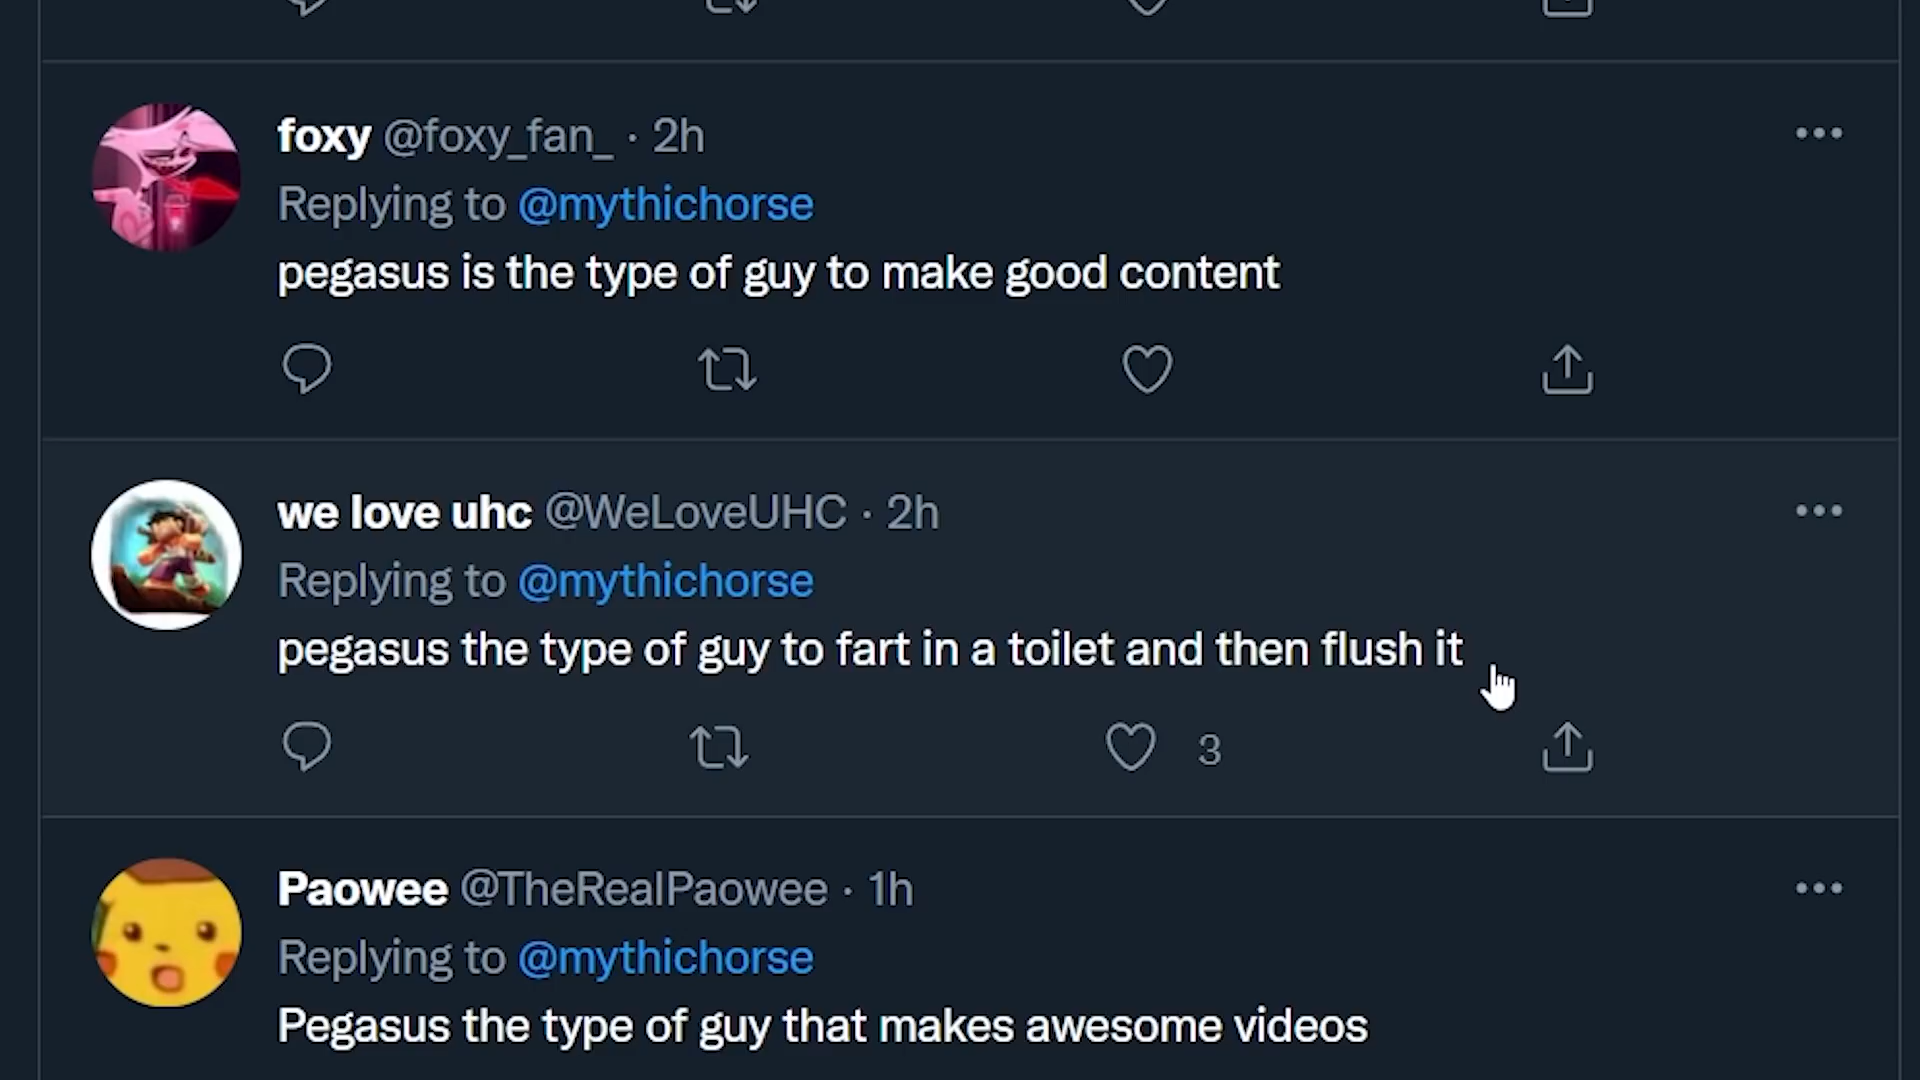 foxy @foxy_fan_ · 2h
Replying to @mythichorse
pegasus is the type of guy to make good content
we love uhc @WeLoveUHC · 2h
Replying to @mythichorse
pegasus the type of guy to fart in a toilet and then flush it
3
Paowee @TheRealPaowee · 1h
Replying to @mythichorse
Pegasus the type of guy that makes awesome videos